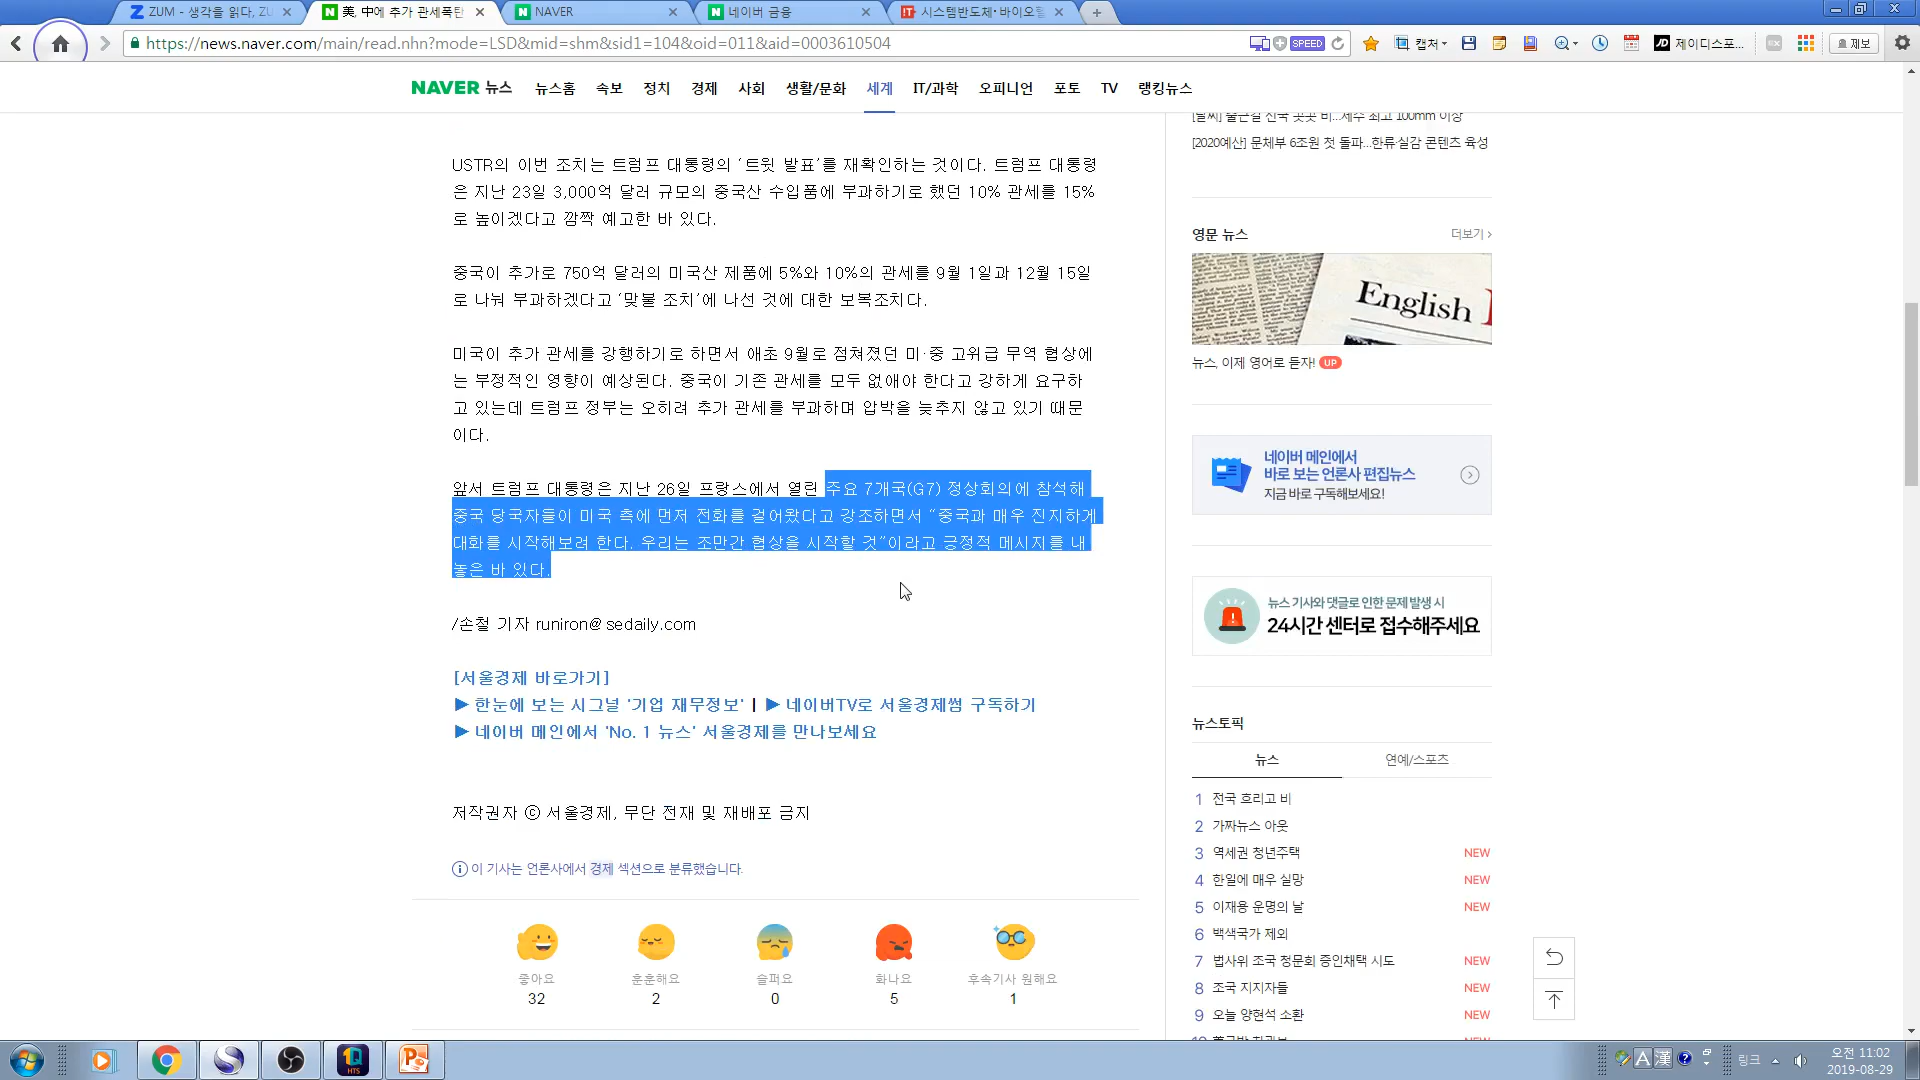 ZUM - 생각을 읽다, ZU
美, 中에 추가 관세폭탄
NAVER
네이버 금융
시스템반도체·바이오헬
https://news.naver.com/main/read.nhn?mode=LSD&mid=shm&sid1=104&oid=011&aid=0003610504
SPEED
캡처
제이디스포...
제보
NAVER 뉴스 뉴스홈 속보 정치 경제 사회 생활/문화 세계 IT/과학 오피니언 포토 TV 랭킹뉴스
USTR의 이번 조치는 트럼프 대통령의 ‘트윗 발표’를 재확인하는 것이다. 트럼프 대통령
은 지난 23일 3,000억 달러 규모의 중국산 수입품에 부과하기로 했던 10% 관세를 15%
로 높이겠다고 깜짝 예고한 바 있다.
중국이 추가로 750억 달러의 미국산 제품에 5%와 10%의 관세를 9월 1일과 12월 15일
로 나눠 부과하겠다고 ‘맞불 조치’에 나선 것에 대한 보복조치다.
미국이 추가 관세를 강행하기로 하면서 애초 9월로 점쳐졌던 미·중 고위급 무역 협상에
는 부정적인 영향이 예상된다. 중국이 기존 관세를 모두 없애야 한다고 강하게 요구하
고 있는데 트럼프 정부는 오히려 추가 관세를 부과하며 압박을 늦추지 않고 있기 때문
이다.
앞서 트럼프 대통령은 지난 26일 프랑스에서 열린 주요 7개국(G7) 정상회의에 참석해
중국 당국자들이 미국 측에 먼저 전화를 걸어왔다고 강조하면서 “중국과 매우 진지하게
대화를 시작해보려 한다. 우리는 조만간 협상을 시작할 것”이라고 긍정적 메시지를 내
놓은 바 있다.
/손철 기자 runiron@sedaily.com
[서울경제 바로가기]
▶ 한눈에 보는 시그널 '기업 재무정보' | ▶ 네이버TV로 서울경제썸 구독하기
▶ 네이버 메인에서 'No. 1 뉴스' 서울경제를 만나보세요
저작권자 ⓒ 서울경제, 무단 전재 및 재배포 금지
이 기사는 언론사에서 경제 섹션으로 분류했습니다.
좋아요 훈훈해요 슬퍼요 화나요 후속기사 원해요
32 2 0 5 1
[날씨] 출근길 전국 곳곳 비...제주 최고 100mm 이상
[2020예산] 문체부 6조원 첫 돌파...한류·실감 콘텐츠 육성
영문 뉴스 더보기
English
뉴스, 이제 영어로 듣자! UP
네이버 메인에서
바로 보는 언론사 편집뉴스
지금 바로 구독해보세요!
뉴스 기사와 댓글로 인한 문제 발생 시
24시간 센터로 접수해주세요
뉴스토픽
뉴스 연예/스포츠
1 전국 흐리고 비
2 가짜뉴스 아웃
3 역세권 청년주택 NEW
4 한일에 매우 실망 NEW
5 이재용 운명의 날 NEW
6 백색국가 제외
7 법사위 조국 청문회 증인채택 시도 NEW
8 조국 지지자들 NEW
9 오늘 양현석 소환 NEW
A 漢
링크
오전 11:02
2019-08-29